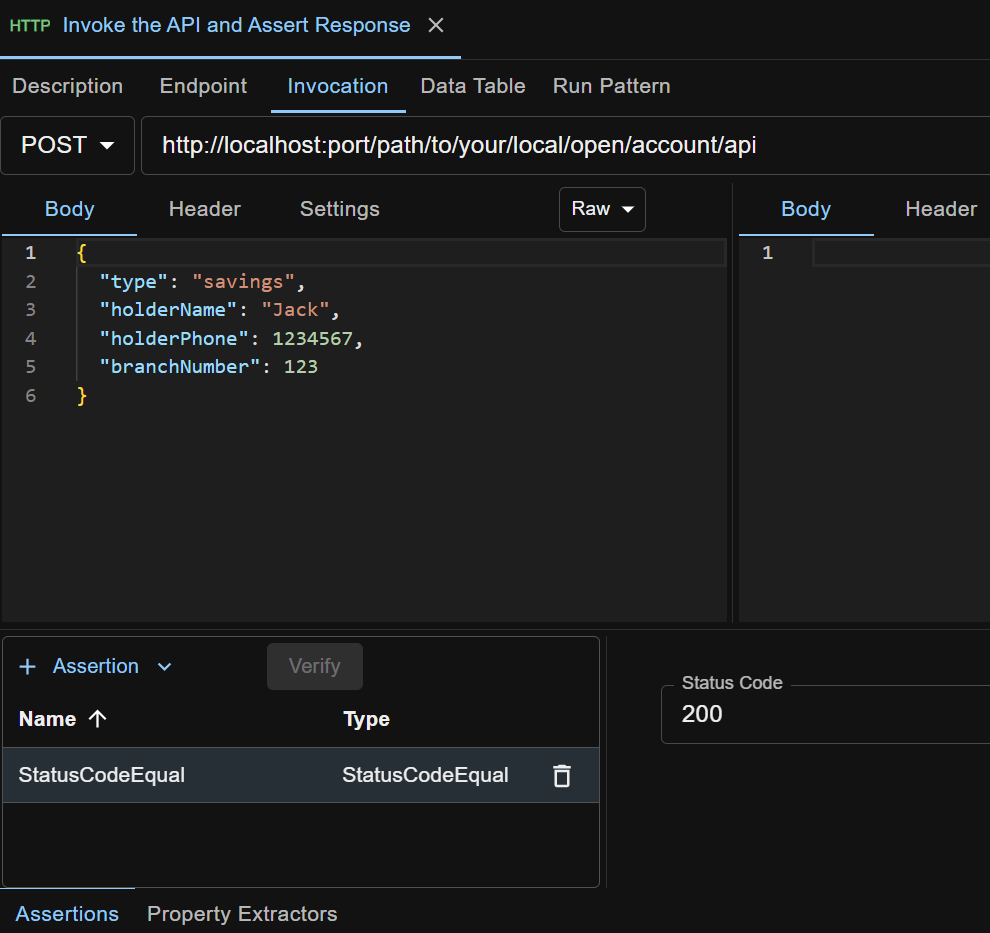 HTTP Invoke the API and Assert Response
Description Endpoint Invocation Data Table Run Pattern
POST http://localhost:port/path/to/your/local/open/account/api
Body Header Settings Raw Body Header
1 { 1
2 "type": "savings",
3 "holderName": "Jack",
4 "holderPhone": 1234567,
5 "branchNumber": 123
6 }
Assertion Verify
Status Code
200
Name Type
StatusCodeEqual StatusCodeEqual
Assertions Property Extractors